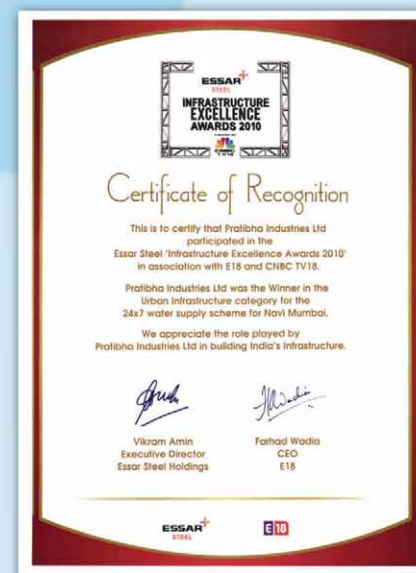 ESSAR
STEEL
INFRASTRUCTURE
EXCELLENCE
AWARDS 2010
CNBC
TV18
Certificate of Recognition
This is to certify that Pratibha Industries Ltd
participated in the
Essar Steel 'Infrastructure Excellence Awards 2010'
in association with E18 and CNBC TV18.
Pratibha Industries Ltd was the Winner in the
Urban Infrastructure category for the
24x7 water supply scheme for Navi Mumbai.
We appreciate the role played by
Pratibha Industries Ltd in building India's Infrastructure.
Vikram Amin
Executive Director
Essar Steel Holdings
Farhad Wadia
CEO
E18
ESSAR
STEEL
E18